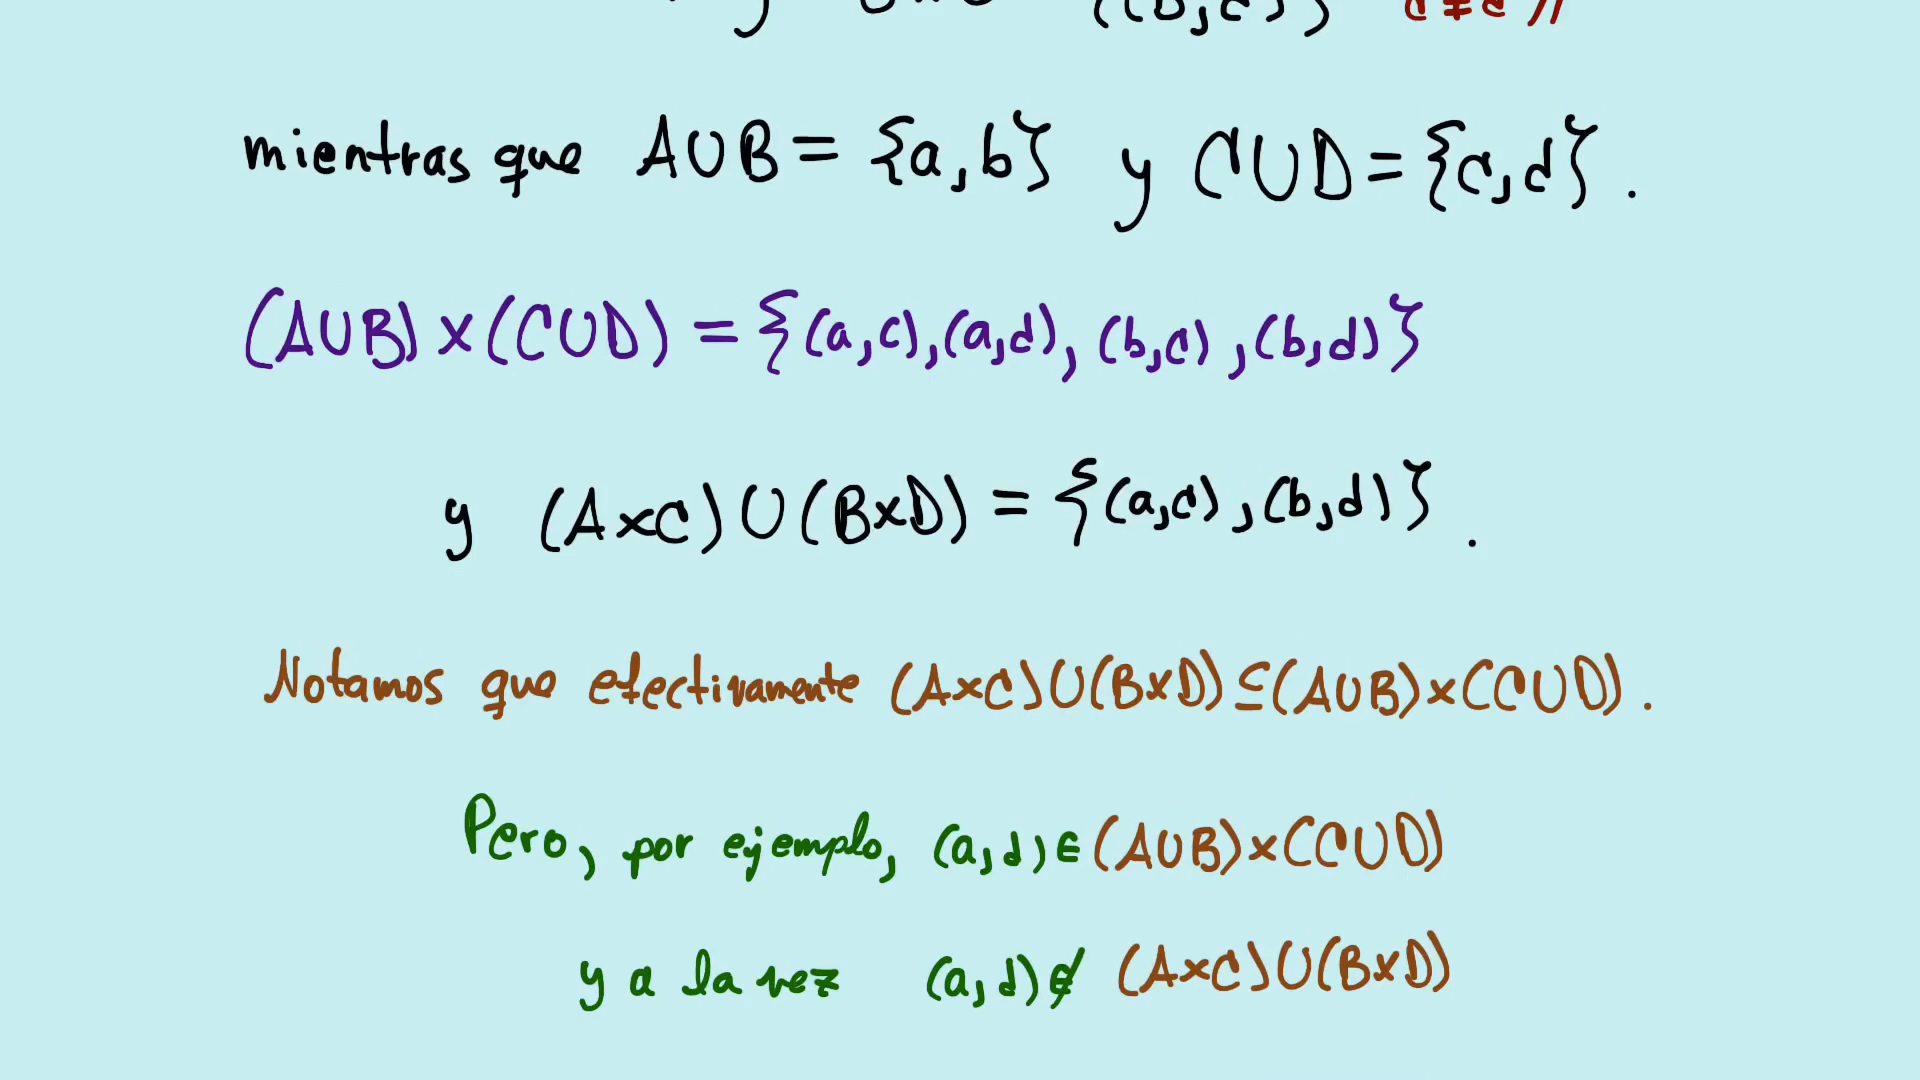 mientras que A∪B = {a,b} y C∪D = {c,d}.
(A∪B)×(C∪D) = {(a,c),(a,d),(b,c),(b,d)}
y (A×C)∪(B×D) = {(a,c),(b,d)}.
Notamos que efectivamente (A×C)∪(B×D)⊆(A∪B)×(C∪D).
Pero, por ejemplo, (a,d)∈(A∪B)×(C∪D)
y a la vez (a,d)∉ (A×C)∪(B×D)